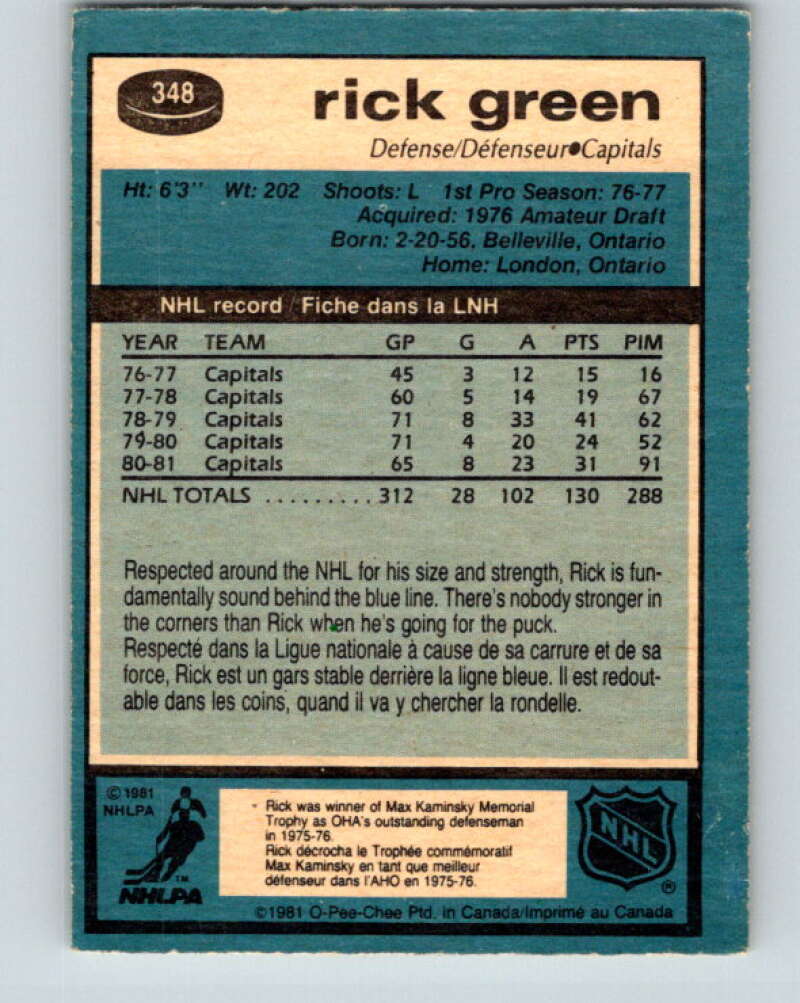 348
rick green
Defense/Défenseur●Capitals
Ht: 6'3" Wt: 202 Shoots: L 1st Pro Season: 76-77
Acquired: 1976 Amateur Draft
Born: 2-20-56, Belleville, Ontario
Home: London, Ontario
NHL record / Fiche dans la LNH
YEAR TEAM GP G A PTS PIM
76-77 Capitals 45 3 12 15 16
77-78 Capitals 60 5 14 19 67
78-79 Capitals 71 8 33 41 62
79-80 Capitals 71 4 20 24 52
80-81 Capitals 65 8 23 31 91
NHL TOTALS .......... 312 28 102 130 288
Respected around the NHL for his size and strength, Rick is fun-
damentally sound behind the blue line. There's nobody stronger in
the corners than Rick when he's going for the puck.
Respecté dans la Ligue nationale à cause de sa carrure et de sa
force, Rick est un gars stable derrière la ligne bleue. Il est redout-
able dans les coins, quand il va y chercher la rondelle.
© 1981
NHLPA
TM
NHLPA
Rick was winner of Max Kaminsky Memorial
Trophy as OHA's outstanding defenseman
in 1975-76.
Rick décrocha le Trophée commémoratif
Max Kaminsky en tant que meilleur
défenseur dans l'AHO en 1975-76.
NHL
®
©1981 O-Pee-Chee Ptd. in Canada/Imprimé au Canada